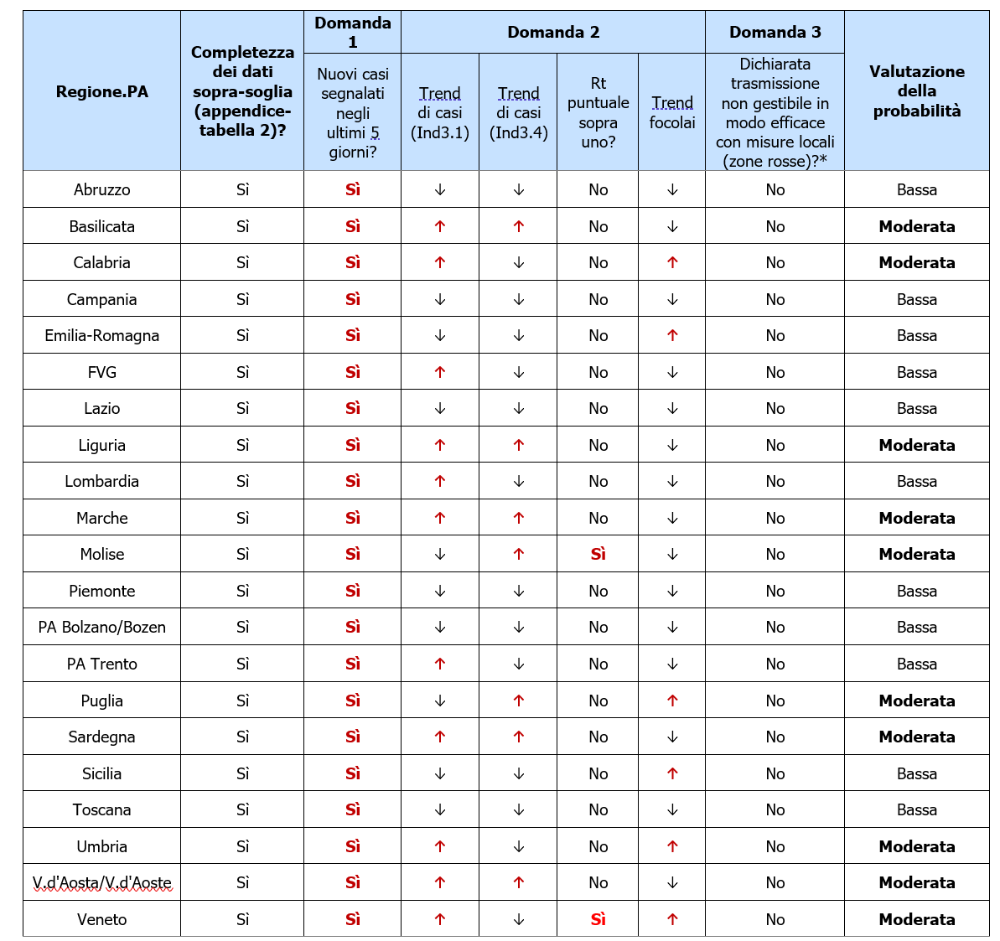 Regione.PA
Completezza
dei dati
sopra-soglia
(appendice-
tabella 2)?
Domanda
1
Nuovi casi
segnalati
negli
ultimi 5
giorni?
Domanda 2
Trend
di casi
(Ind3.1)
Trend
di casi
(Ind3.4)
Rt
puntuale
sopra
uno?
Trend
focolai
Domanda 3
Dichiarata
trasmissione
non gestibile in
modo efficace
con misure locali
(zone rosse)?*
Valutazione
della
probabilità
Abruzzo Sì Sì ↓ ↓ No ↓ No Bassa
Basilicata Sì Sì ↑ ↑ No ↓ No Moderata
Calabria Sì Sì ↑ ↓ No ↑ No Moderata
Campania Sì Sì ↓ ↓ No ↓ No Bassa
Emilia-Romagna Sì Sì ↓ ↓ No ↑ No Bassa
FVG Sì Sì ↑ ↓ No ↓ No Bassa
Lazio Sì Sì ↓ ↓ No ↓ No Bassa
Liguria Sì Sì ↑ ↑ No ↓ No Moderata
Lombardia Sì Sì ↑ ↓ No ↓ No Bassa
Marche Sì Sì ↑ ↑ No ↓ No Moderata
Molise Sì Sì ↓ ↑ Sì ↓ No Moderata
Piemonte Sì Sì ↓ ↓ No ↓ No Bassa
PA Bolzano/Bozen Sì Sì ↓ ↓ No ↓ No Bassa
PA Trento Sì Sì ↑ ↓ No ↓ No Bassa
Puglia Sì Sì ↓ ↑ No ↑ No Moderata
Sardegna Sì Sì ↑ ↑ No ↓ No Moderata
Sicilia Sì Sì ↓ ↓ No ↑ No Bassa
Toscana Sì Sì ↓ ↓ No ↓ No Bassa
Umbria Sì Sì ↑ ↓ No ↑ No Moderata
V.d'Aosta/V.d'Aoste Sì Sì ↑ ↑ No ↓ No Moderata
Veneto Sì Sì ↑ ↓ Sì ↑ No Moderata